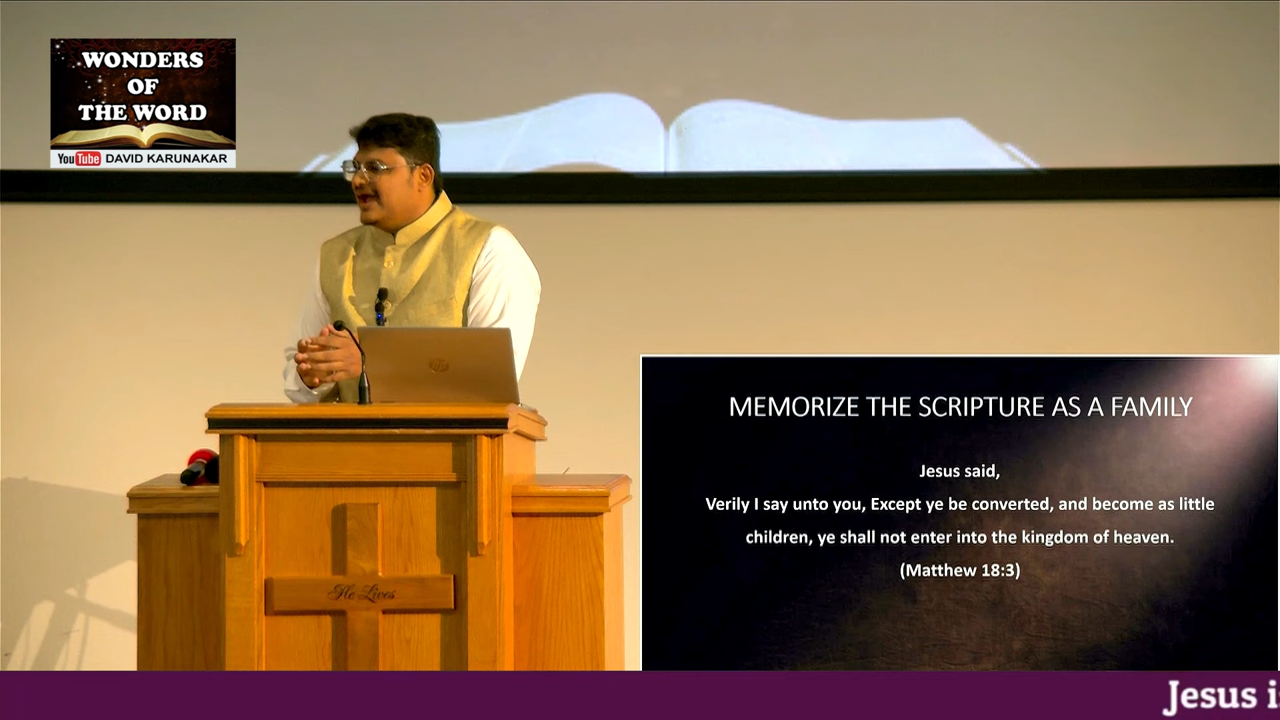 WONDERS
OF
THE WORD
YouTube DAVID KARUNAKAR
MEMORIZE THE SCRIPTURE AS A FAMILY
Jesus said,
Verily I say unto you, Except ye be converted, and become as little
children, ye shall not enter into the kingdom of heaven.
(Matthew 18:3)
hp
He Lives
Jesus i